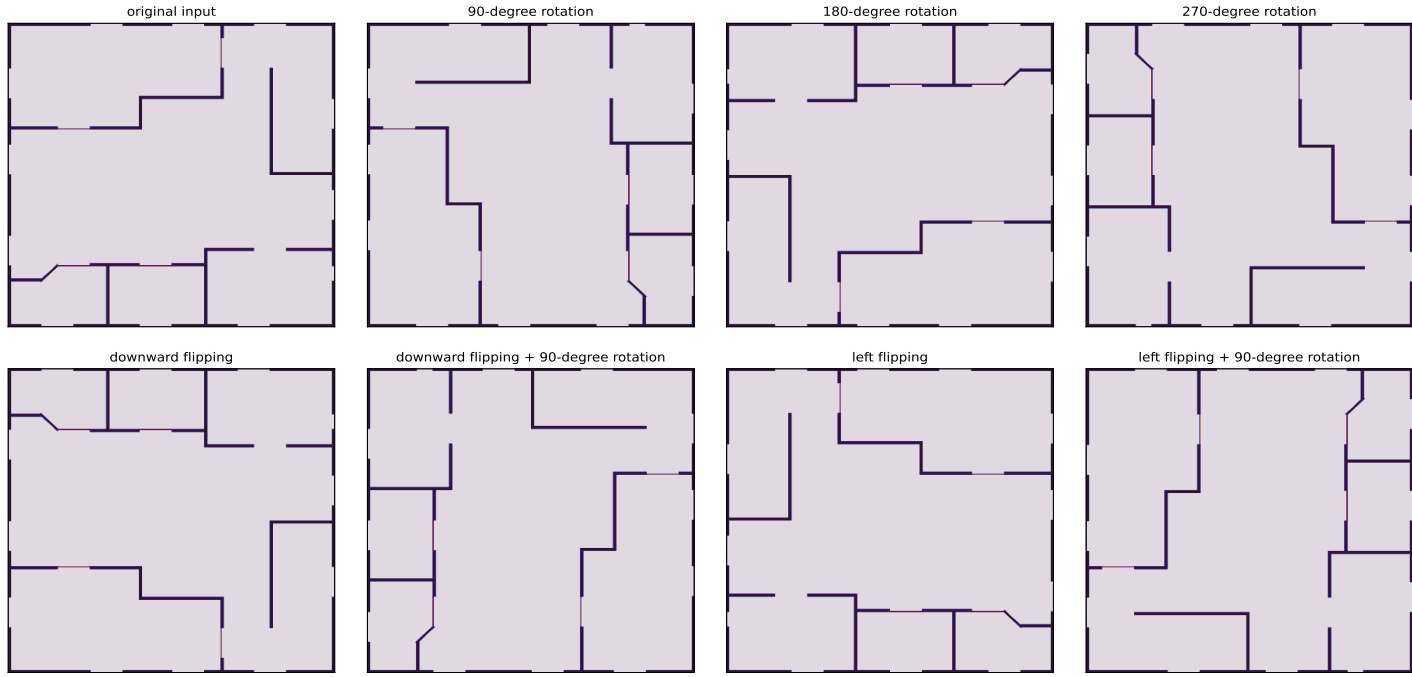 original input
90-degree rotation
180-degree rotation
270-degree rotation
downward flipping
downward flipping + 90-degree rotation
left flipping
left flipping + 90-degree rotation